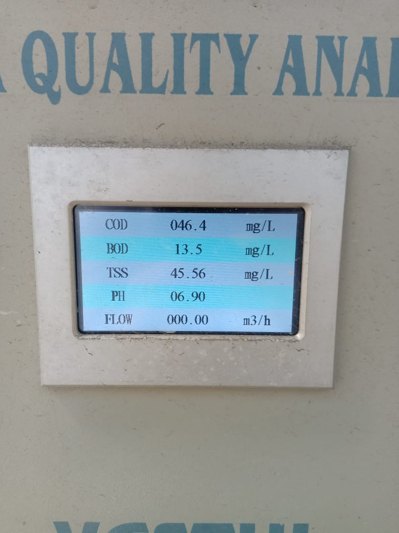 QUALITY
COD 046.4 mg/L
BOD 13.5 mg/L
TSS 45.56 mg/L
PH 06.90
FLOW 000.00 m3/h